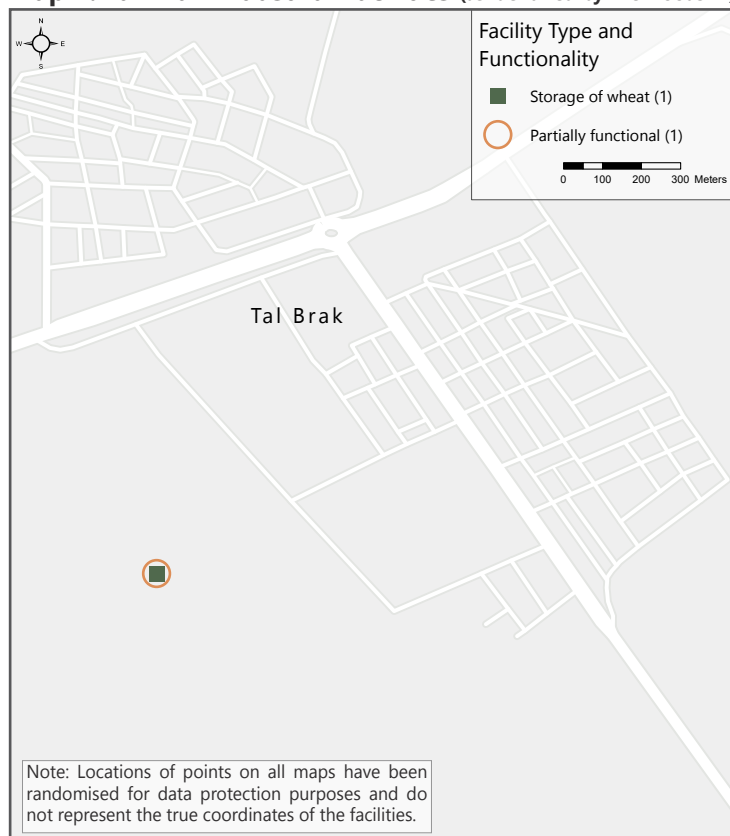 N
W E
S
Facility Type and
Functionality
Storage of wheat (1)
Partially functional (1)
0 100 200 300 Meters
Tal Brak
Note: Locations of points on all maps have been
randomised for data protection purposes and do
not represent the true coordinates of the facilities.